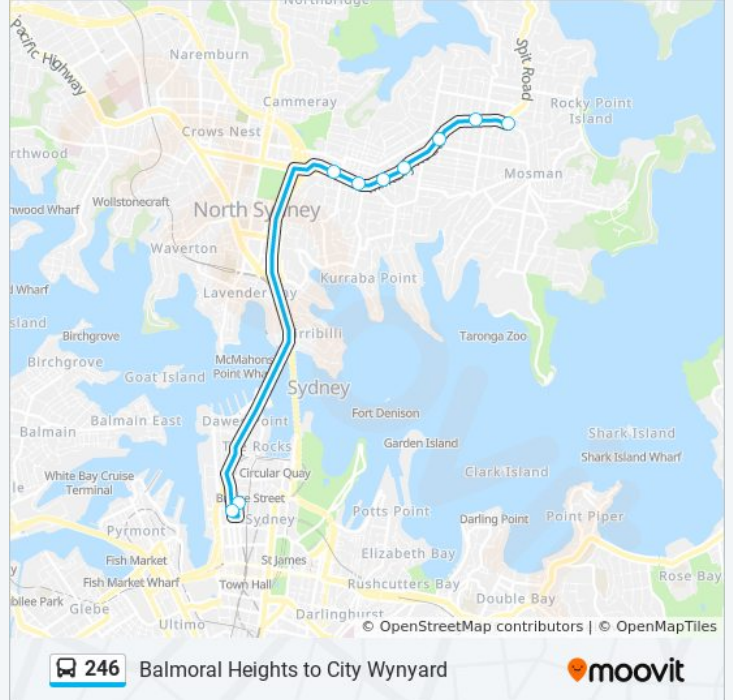 Northbridge
Pacific Highway
Naremburn
Spit Road
Cammeray
Rocky Point
Island
Crows Nest
rthwood
Mosman
Wollstonecraft
nwood Wharf
North Sydney
Waverton
Kurraba Point
d Wharf
Lavender Bay
sland
Birchgrove
irribilli
Taronga Zoo
McMahons
Point Wha
Birchgrove
Goat Island
Sydney
Fort Denison
Balmain East
Dawes Point
Balmain
Garden Island
Shark Island
The Rocks
Shark Island Wharf
White Bay Cruise
Terminal
Circular Quay
Clark Island
le
Street
Sydney
Potts Point
Darling Point
Point Piper
Pyrmont
Fish Market
St James
Elizabeth Bay
y
Fish Market Wharf
Town Hall
Rushcutters Bay
Rose Bay
bilee Park
Glebe
Double Bay
Darlinghurst
Ultimo
© OpenStreetMap contributors | © OpenMapTiles
246 Balmoral Heights to City Wynyard
moovit